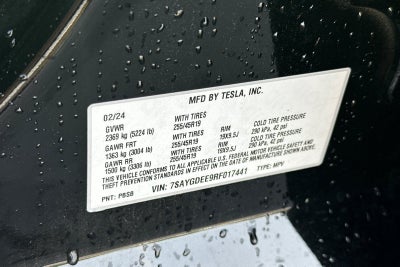 MFD BY TESLA, INC.
02/24
GVWR WITH TIRES COLD TIRE PRESSURE
2369 kg (5224 lb) 255/45R19 RIM 290 kPa, 42 psi
GAWR FRT WITH TIRES 19X9.5J COLD TIRE PRESSURE
1363 kg (3004 lb) 255/45R19 RIM 290 kPa, 42 psi
GAWR RR WITH TIRES 19X9.5J
1500 kg (3306 lb) 255/45R19
THIS VEHICLE CONFORMS TO ALL APPLICABLE U.S. FEDERAL MOTOR VEHICLE SAFETY AND
THEFT PREVENTION STANDARDS IN EFFECT ON THE DATE OF MANUFACTURE SHOWN ABOVE.
VIN: 7SAYGDEE9RF017441 TYPE: MPV
PNT: PBSB